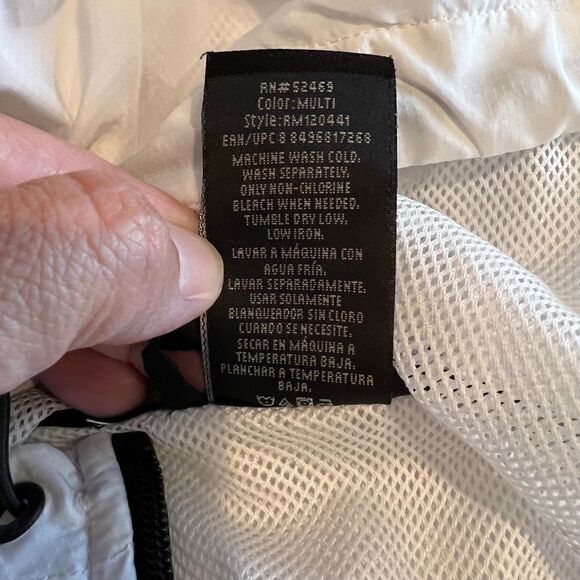 RN#52469
Color:MULTI
Style:RM120441
EAN/UPC 8 8496817268
MACHINE WASH COLD.
WASH SEPARATELY.
ONLY NON-CHLORINE
BLEACH WHEN NEEDED.
TUMBLE DRY LOW.
LOW IRON.
LAVAR A MÁQUINA CON
AGUA FRÍA.
LAVAR SEPARADAMENTE.
USAR SOLAMENTE
BLANQUEADOR SIN CLORO
CUANDO SE NECESITE.
SECAR EN MÁQUINA A
TEMPERATURA BAJA.
PLANCHAR A TEMPERATURA
BAJA.